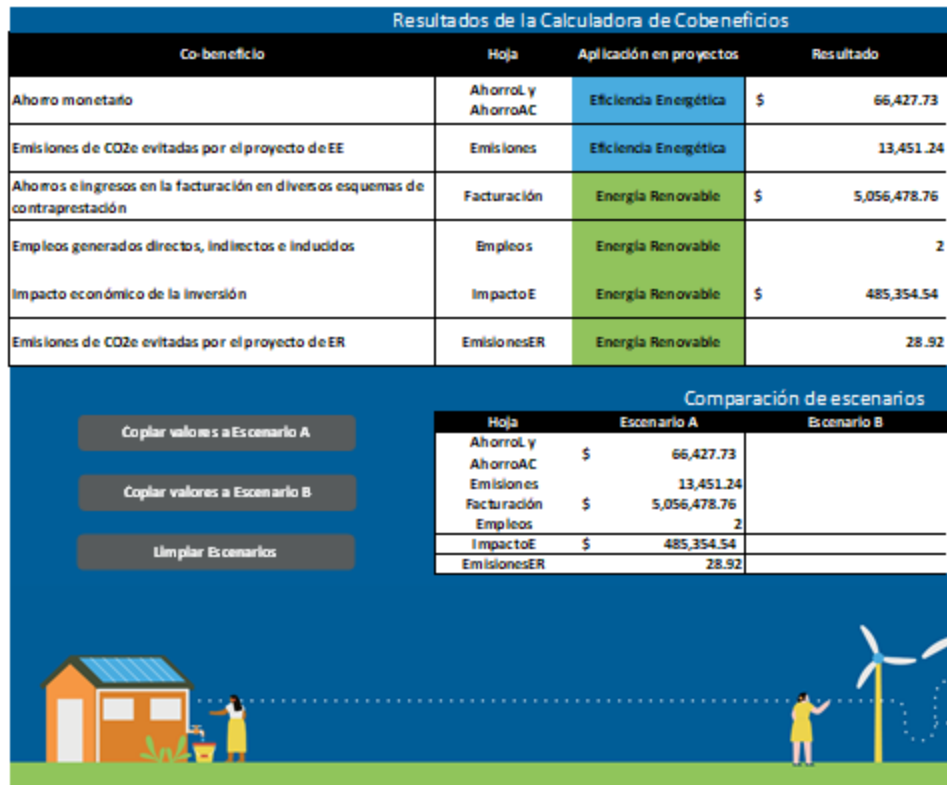 Resultados de la Calculadora de Cobeneficios
Co-beneficio Hoja Aplicación en proyectos Resultado
Ahorro monetario AhorroL y AhorroAC Eficiencia Energética $ 66,427.73
Emisiones de CO2e evitadas por el proyecto de EE Emisiones Eficiencia Energética 13,451.24
Ahorros e ingresos en la facturación en diversos esquemas de contraprestación Facturación Energía Renovable $ 5,056,478.76
Empleos generados directos, indirectos e inducidos Empleos Energía Renovable 2
Impacto económico de la inversión ImpactoE Energía Renovable $ 485,354.54
Emisiones de CO2e evitadas por el proyecto de ER EmisionesER Energía Renovable 28.92
Copiar valores a Escenario A
Copiar valores a Escenario B
Limpiar Escenarios
Comparación de escenarios
Hoja Escenario A Escenario B
AhorroL y AhorroAC $ 66,427.73
Emisiones 13,451.24
Facturación $ 5,056,478.76
Empleos 2
ImpactoE $ 485,354.54
EmisionesER 28.92